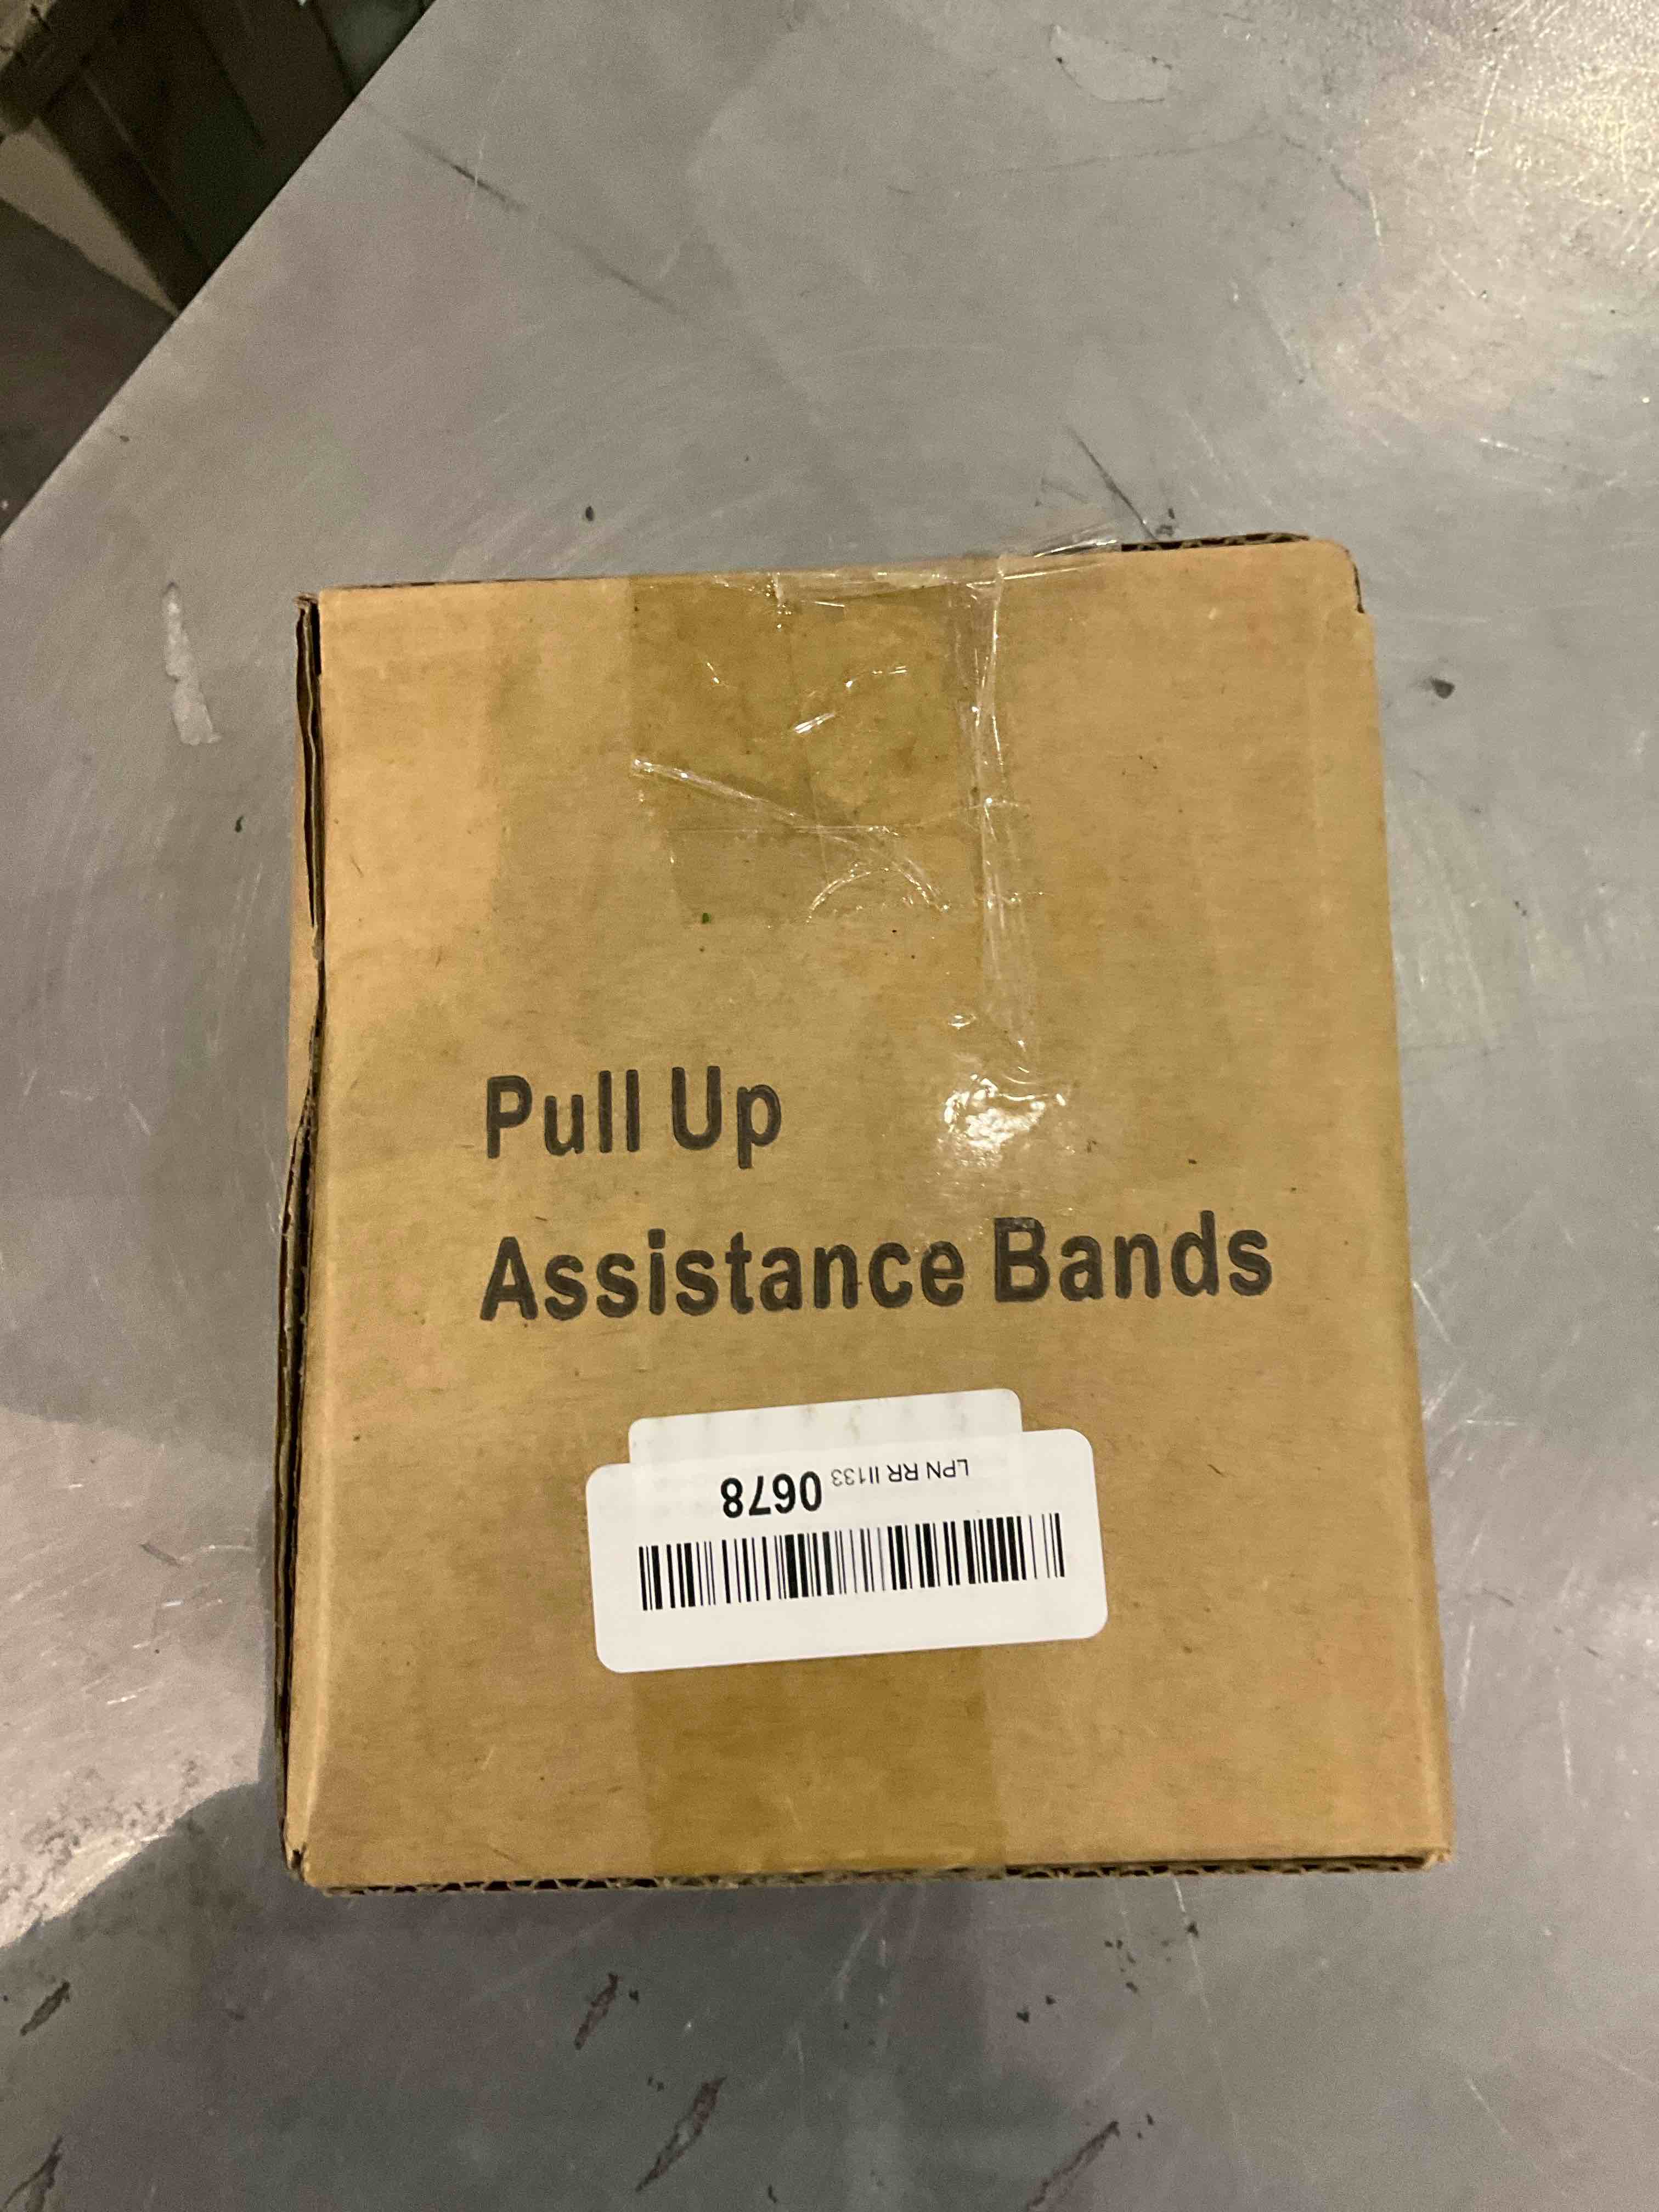 Pull Up
Assistance Bands
LPN RR II133 0678